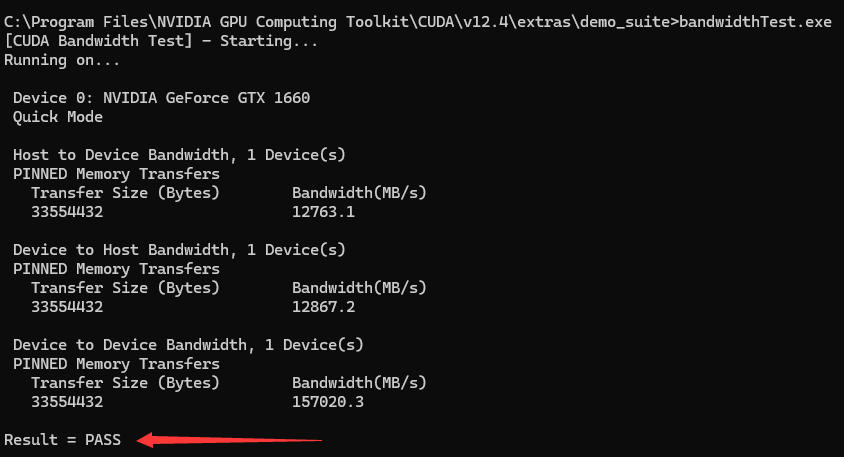 C:\Program Files\NVIDIA GPU Computing Toolkit\CUDA\v12.4\extras\demo_suite>bandwidthTest.exe
[CUDA Bandwidth Test] - Starting...
Running on...

 Device 0: NVIDIA GeForce GTX 1660
 Quick Mode

 Host to Device Bandwidth, 1 Device(s)
 PINNED Memory Transfers
   Transfer Size (Bytes)        Bandwidth(MB/s)
   33554432                     12763.1

 Device to Host Bandwidth, 1 Device(s)
 PINNED Memory Transfers
   Transfer Size (Bytes)        Bandwidth(MB/s)
   33554432                     12867.2

 Device to Device Bandwidth, 1 Device(s)
 PINNED Memory Transfers
   Transfer Size (Bytes)        Bandwidth(MB/s)
   33554432                     157020.3

Result = PASS